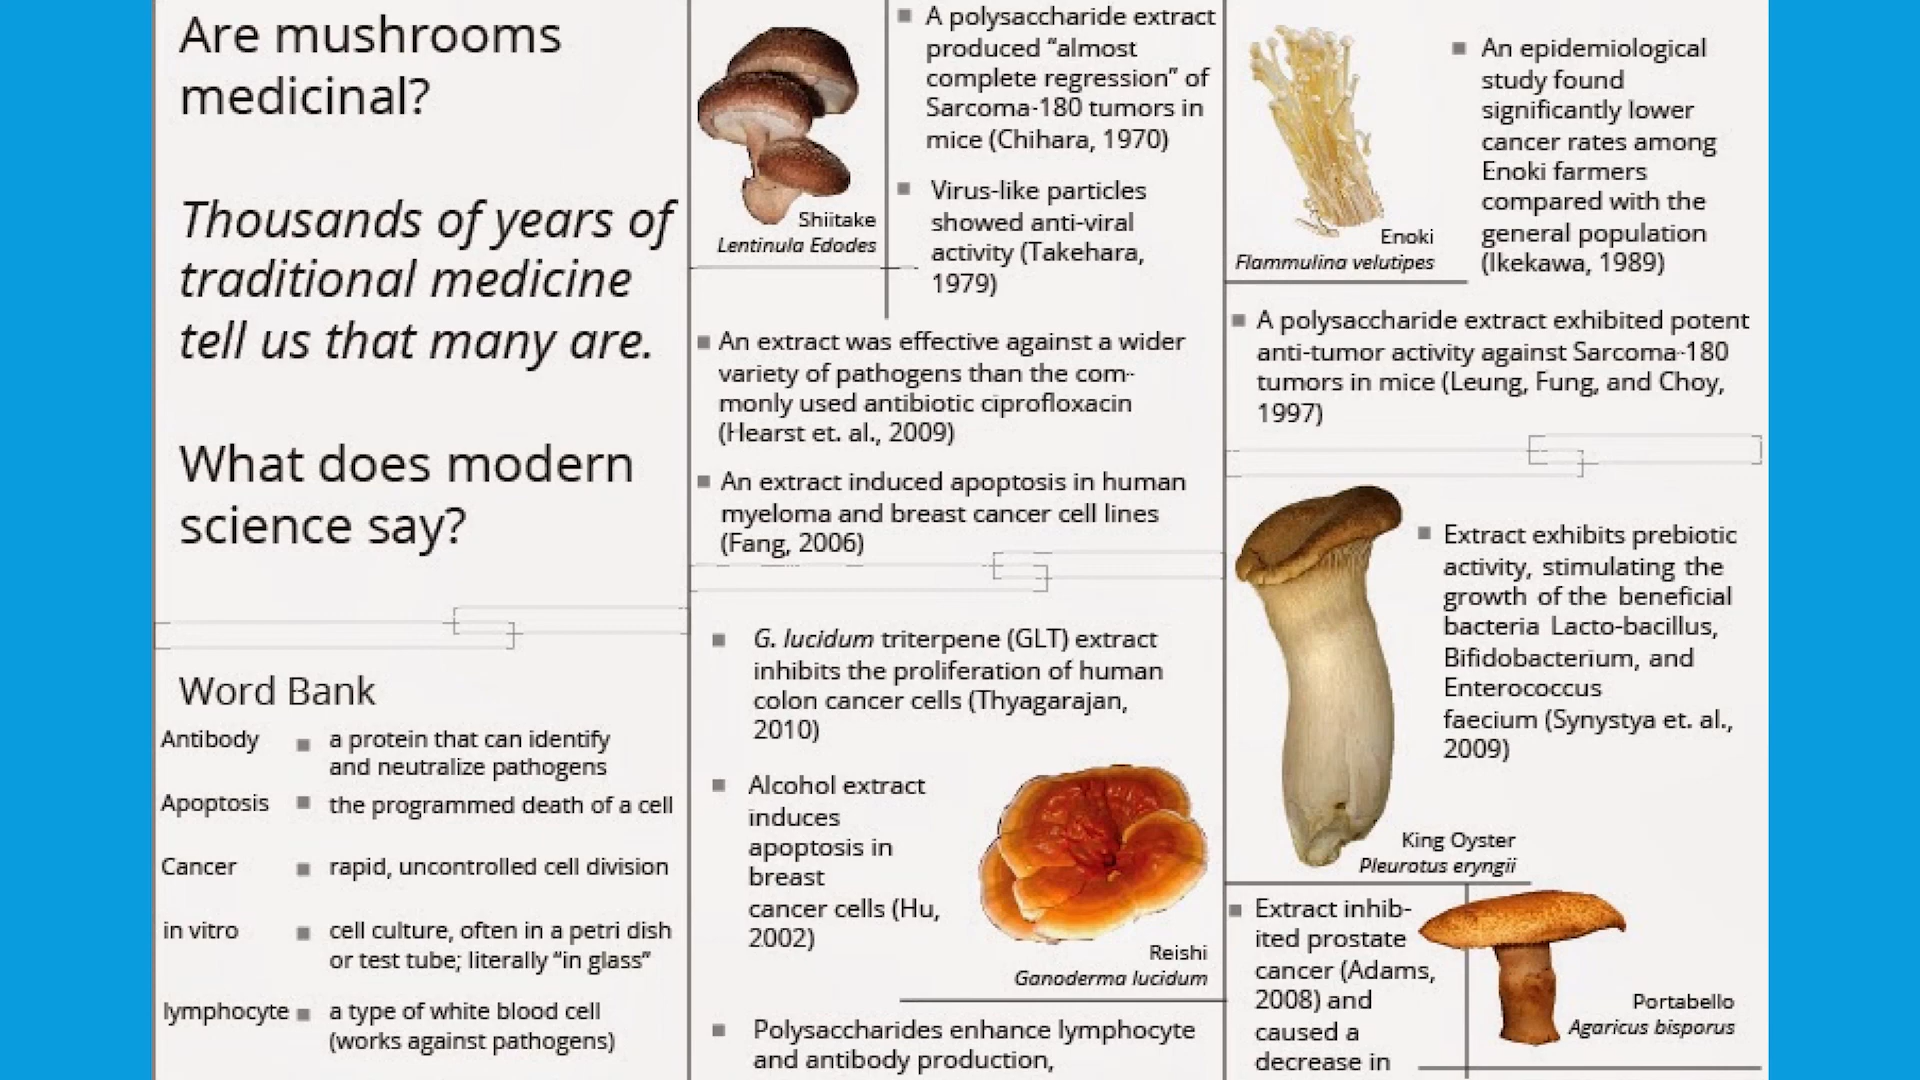 Are mushrooms
medicinal?
Thousands of years of
traditional medicine
tell us that many are.
What does modern
science say?
Word Bank
Antibody ▪ a protein that can identify
and neutralize pathogens
Apoptosis ▪ the programmed death of a cell
Cancer ▪ rapid, uncontrolled cell division
in vitro ▪ cell culture, often in a petri dish
or test tube; literally “in glass”
lymphocyte ▪ a type of white blood cell
(works against pathogens)
Shiitake
Lentinula Edodes
▪ A polysaccharide extract
produced “almost
complete regression” of
Sarcoma-180 tumors in
mice (Chihara, 1970)
▪ Virus-like particles
showed anti-viral
activity (Takehara,
1979)
▪ An extract was effective against a wider
variety of pathogens than the com-
monly used antibiotic ciprofloxacin
(Hearst et. al., 2009)
▪ An extract induced apoptosis in human
myeloma and breast cancer cell lines
(Fang, 2006)
▪ G. lucidum triterpene (GLT) extract
inhibits the proliferation of human
colon cancer cells (Thyagarajan,
2010)
▪ Alcohol extract
induces
apoptosis in
breast
cancer cells (Hu,
2002)
Reishi
Ganoderma lucidum
▪ Polysaccharides enhance lymphocyte
and antibody production,
Enoki
Flammulina velutipes
▪ An epidemiological
study found
significantly lower
cancer rates among
Enoki farmers
compared with the
general population
(Ikekawa, 1989)
▪ A polysaccharide extract exhibited potent
anti-tumor activity against Sarcoma-180
tumors in mice (Leung, Fung, and Choy,
1997)
▪ Extract exhibits prebiotic
activity, stimulating the
growth of the beneficial
bacteria Lacto-bacillus,
Bifidobacterium, and
Enterococcus
faecium (Synystya et. al.,
2009)
King Oyster
Pleurotus eryngii
▪ Extract inhib-
ited prostate
cancer (Adams,
2008) and
caused a
decrease in
Portabello
Agaricus bisporus